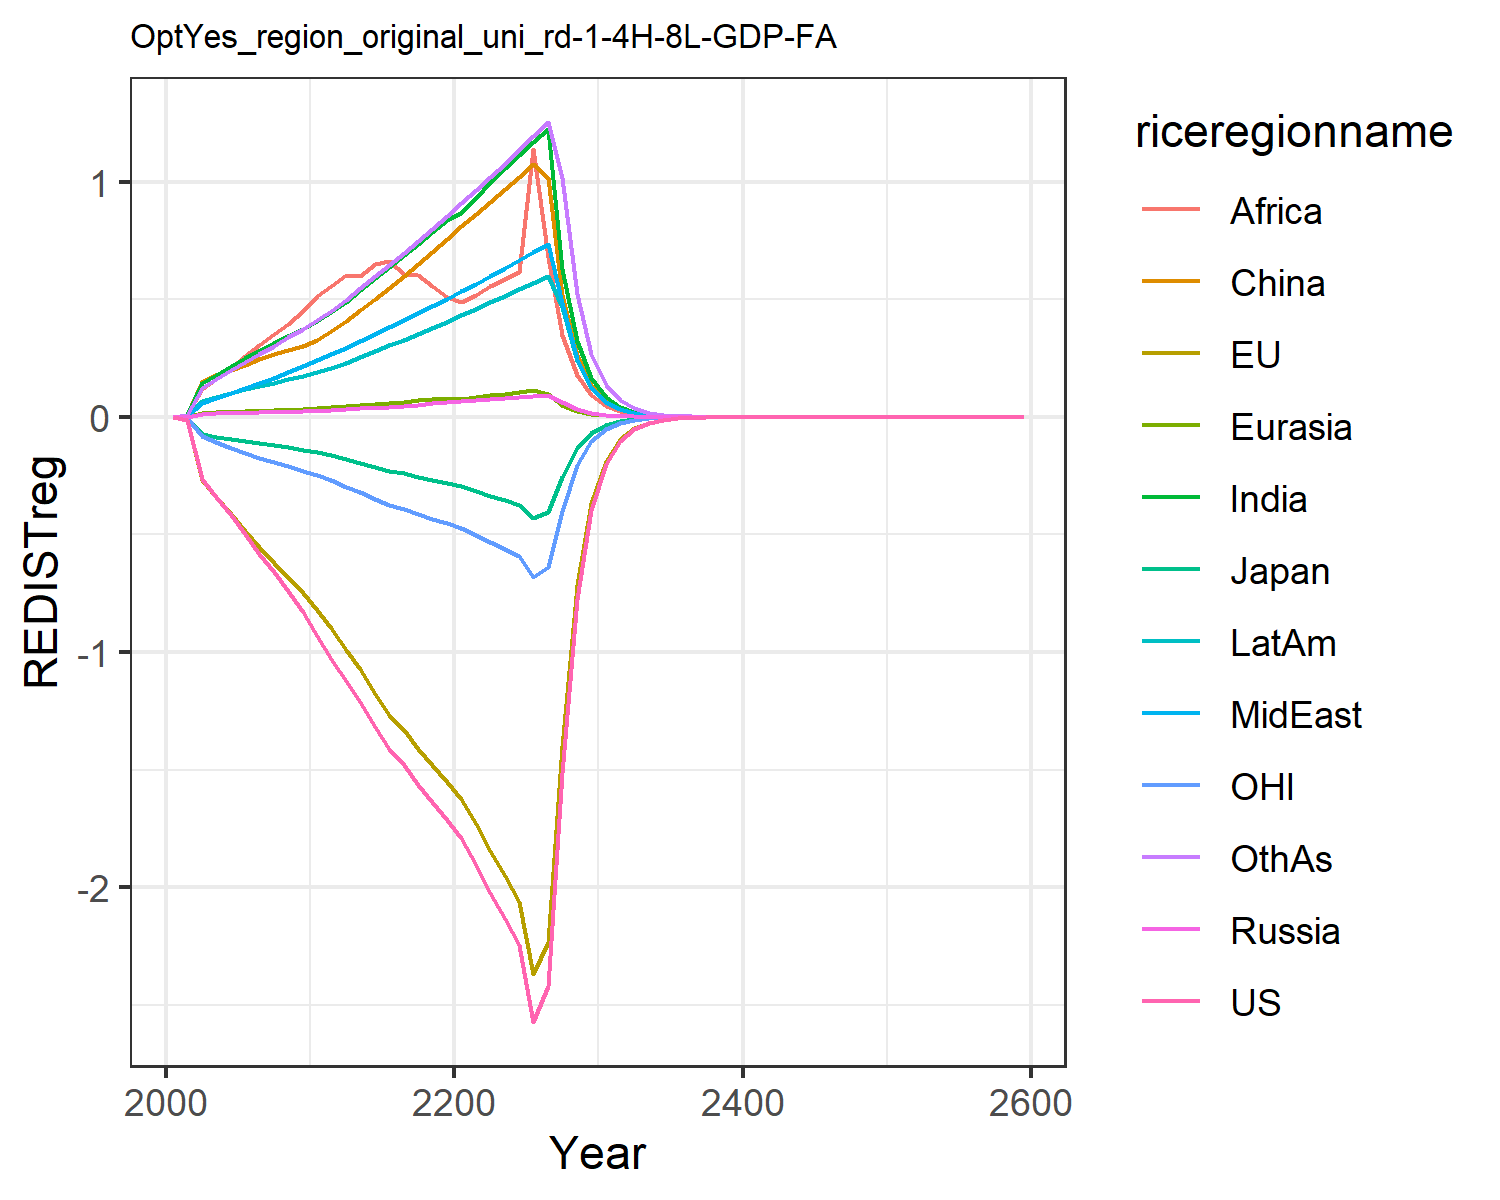 OptYes_region_original_uni_rd-1-4H-8L-GDP-FA
REDISTreg
1
0
-1
-2
2000 2200 2400 2600
Year
riceregionname
Africa
China
EU
Eurasia
India
Japan
LatAm
MidEast
OHI
OthAs
Russia
US